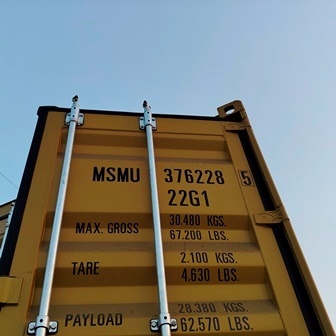 MSMU 376228 5
22G1
MAX. GROSS 30.480 KGS.
67.200 LBS.
TARE 2.100 KGS.
4.630 LBS.
PAYLOAD 28.380 KGS.
62.570 LBS.